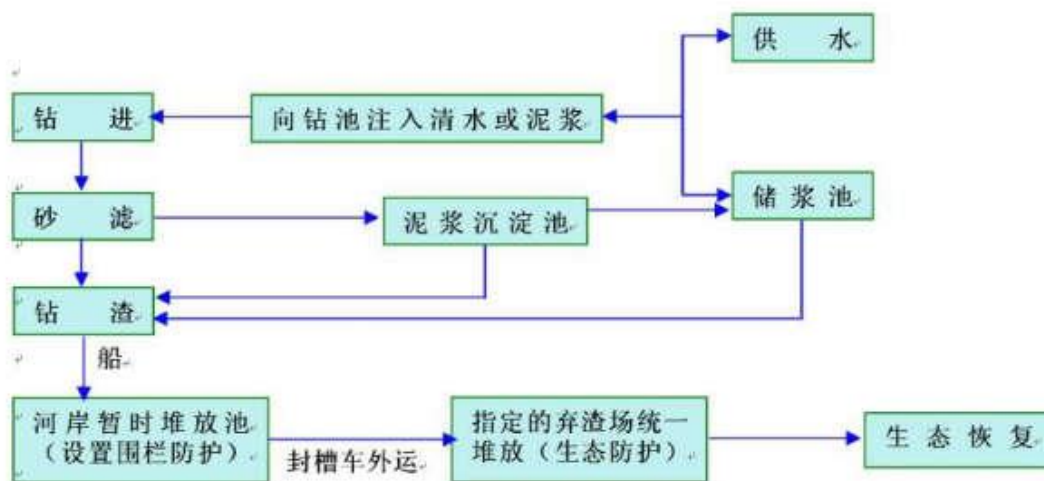 供 水
钻 进
向钻池注入清水或泥浆
砂 滤
泥浆沉淀池
储浆池
钻 渣
船
河岸暂时堆放池
（设置围栏防护）
封槽车外运
指定的弃渣场统一
堆放（生态防护）
生态恢复